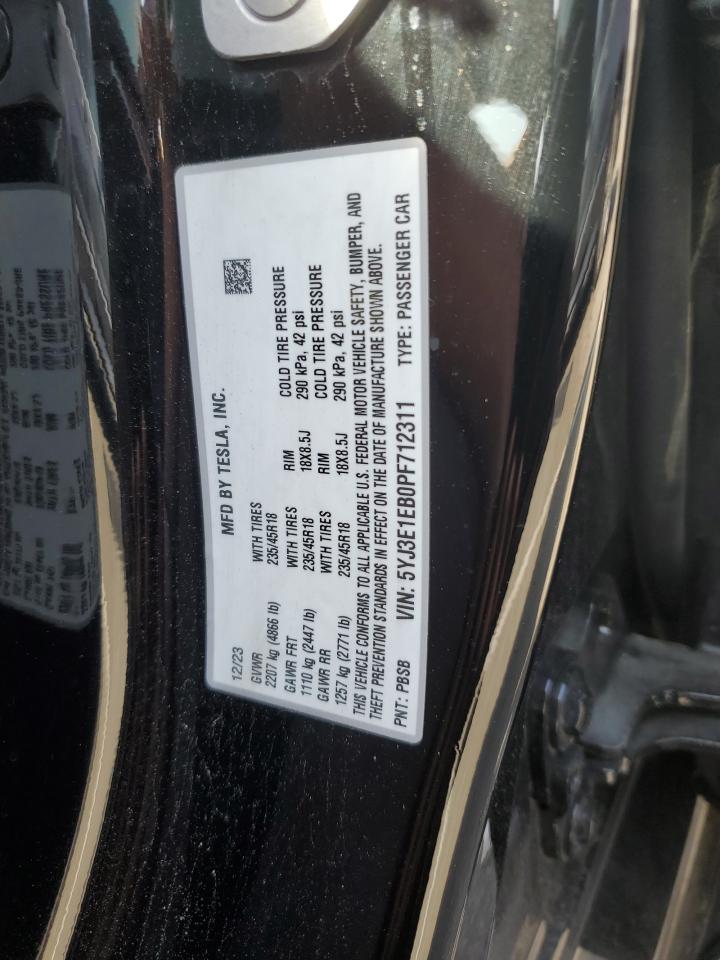 MFD BY TESLA, INC.
12/23
GVWR WITH TIRES
2207 kg (4866 lb) 235/45R18
GAWR FRT WITH TIRES RIM COLD TIRE PRESSURE
1110 kg (2447 lb) 235/45R18 18X8.5J 290 kPa, 42 psi
GAWR RR WITH TIRES RIM COLD TIRE PRESSURE
1257 kg (2771 lb) 235/45R18 18X8.5J 290 kPa, 42 psi
THIS VEHICLE CONFORMS TO ALL APPLICABLE U.S. FEDERAL MOTOR VEHICLE SAFETY, BUMPER, AND
THEFT PREVENTION STANDARDS IN EFFECT ON THE DATE OF MANUFACTURE SHOWN ABOVE.
PNT: PBSB VIN: 5YJ3E1EB0PF712311 TYPE: PASSENGER CAR